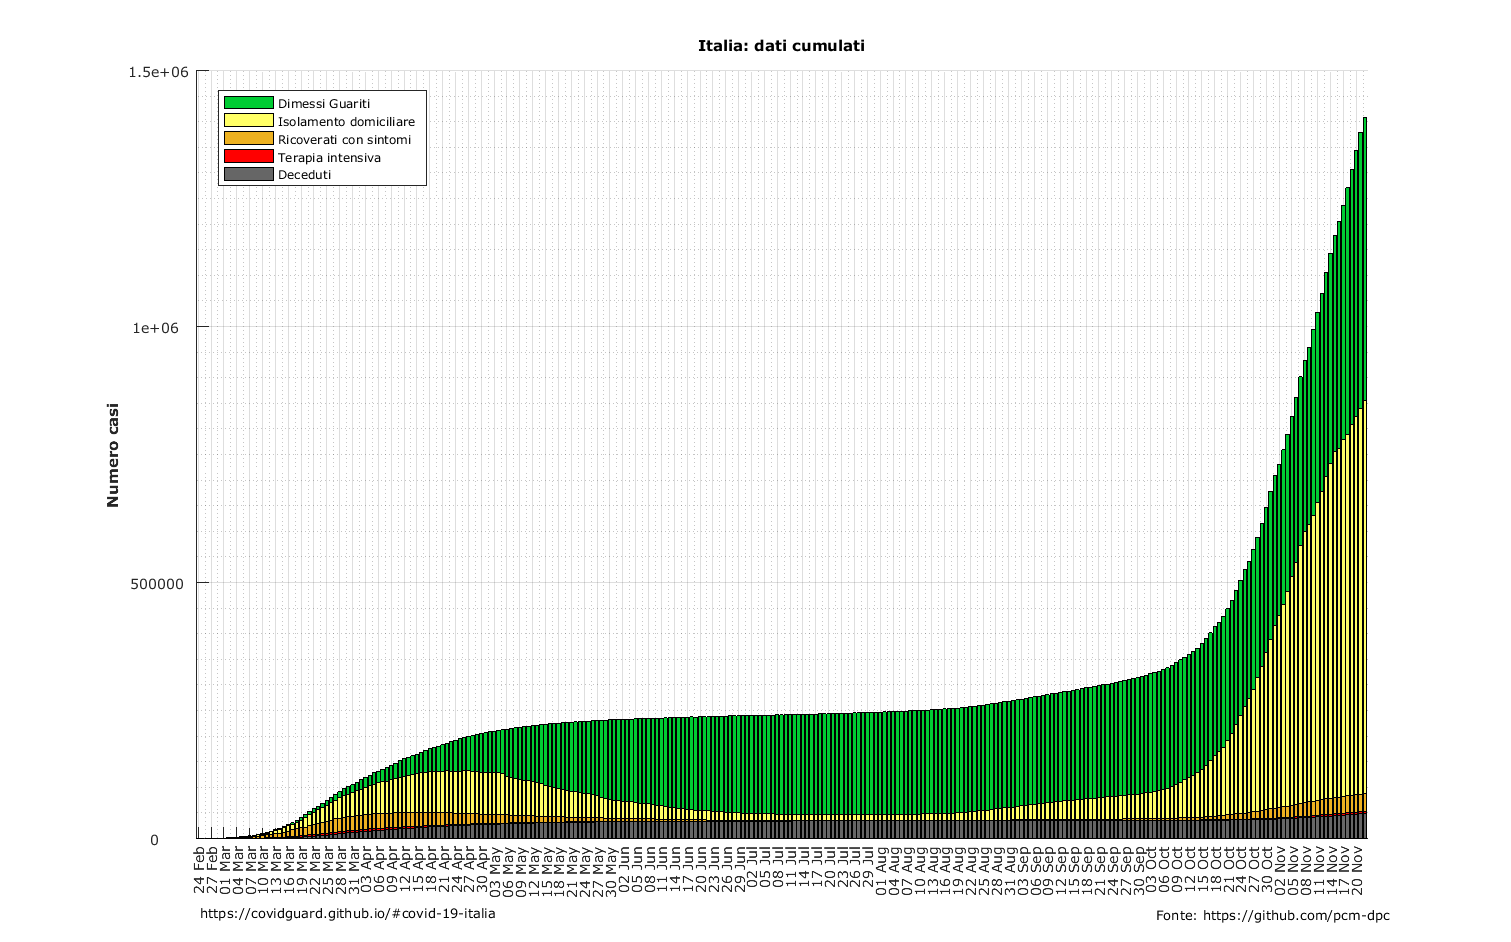 Italia: dati cumulati
1.5e+06
1e+06
500000
0
Numero casi
Dimessi Guariti
Isolamento domiciliare
Ricoverati con sintomi
Terapia intensiva
Deceduti
24 Feb
27 Feb
01 Mar
04 Mar
07 Mar
10 Mar
13 Mar
16 Mar
19 Mar
22 Mar
25 Mar
28 Mar
31 Mar
03 Apr
06 Apr
09 Apr
12 Apr
15 Apr
18 Apr
21 Apr
24 Apr
27 Apr
30 Apr
03 May
06 May
09 May
12 May
15 May
18 May
21 May
24 May
27 May
30 May
02 Jun
05 Jun
08 Jun
11 Jun
14 Jun
17 Jun
20 Jun
23 Jun
26 Jun
29 Jun
02 Jul
05 Jul
08 Jul
11 Jul
14 Jul
17 Jul
20 Jul
23 Jul
26 Jul
29 Jul
01 Aug
04 Aug
07 Aug
10 Aug
13 Aug
16 Aug
19 Aug
22 Aug
25 Aug
28 Aug
31 Aug
03 Sep
06 Sep
09 Sep
12 Sep
15 Sep
18 Sep
21 Sep
24 Sep
27 Sep
30 Sep
03 Oct
06 Oct
09 Oct
12 Oct
15 Oct
18 Oct
21 Oct
24 Oct
27 Oct
30 Oct
02 Nov
05 Nov
08 Nov
11 Nov
14 Nov
17 Nov
20 Nov
https://covidguard.github.io/#covid-19-italia
Fonte: https://github.com/pcm-dpc